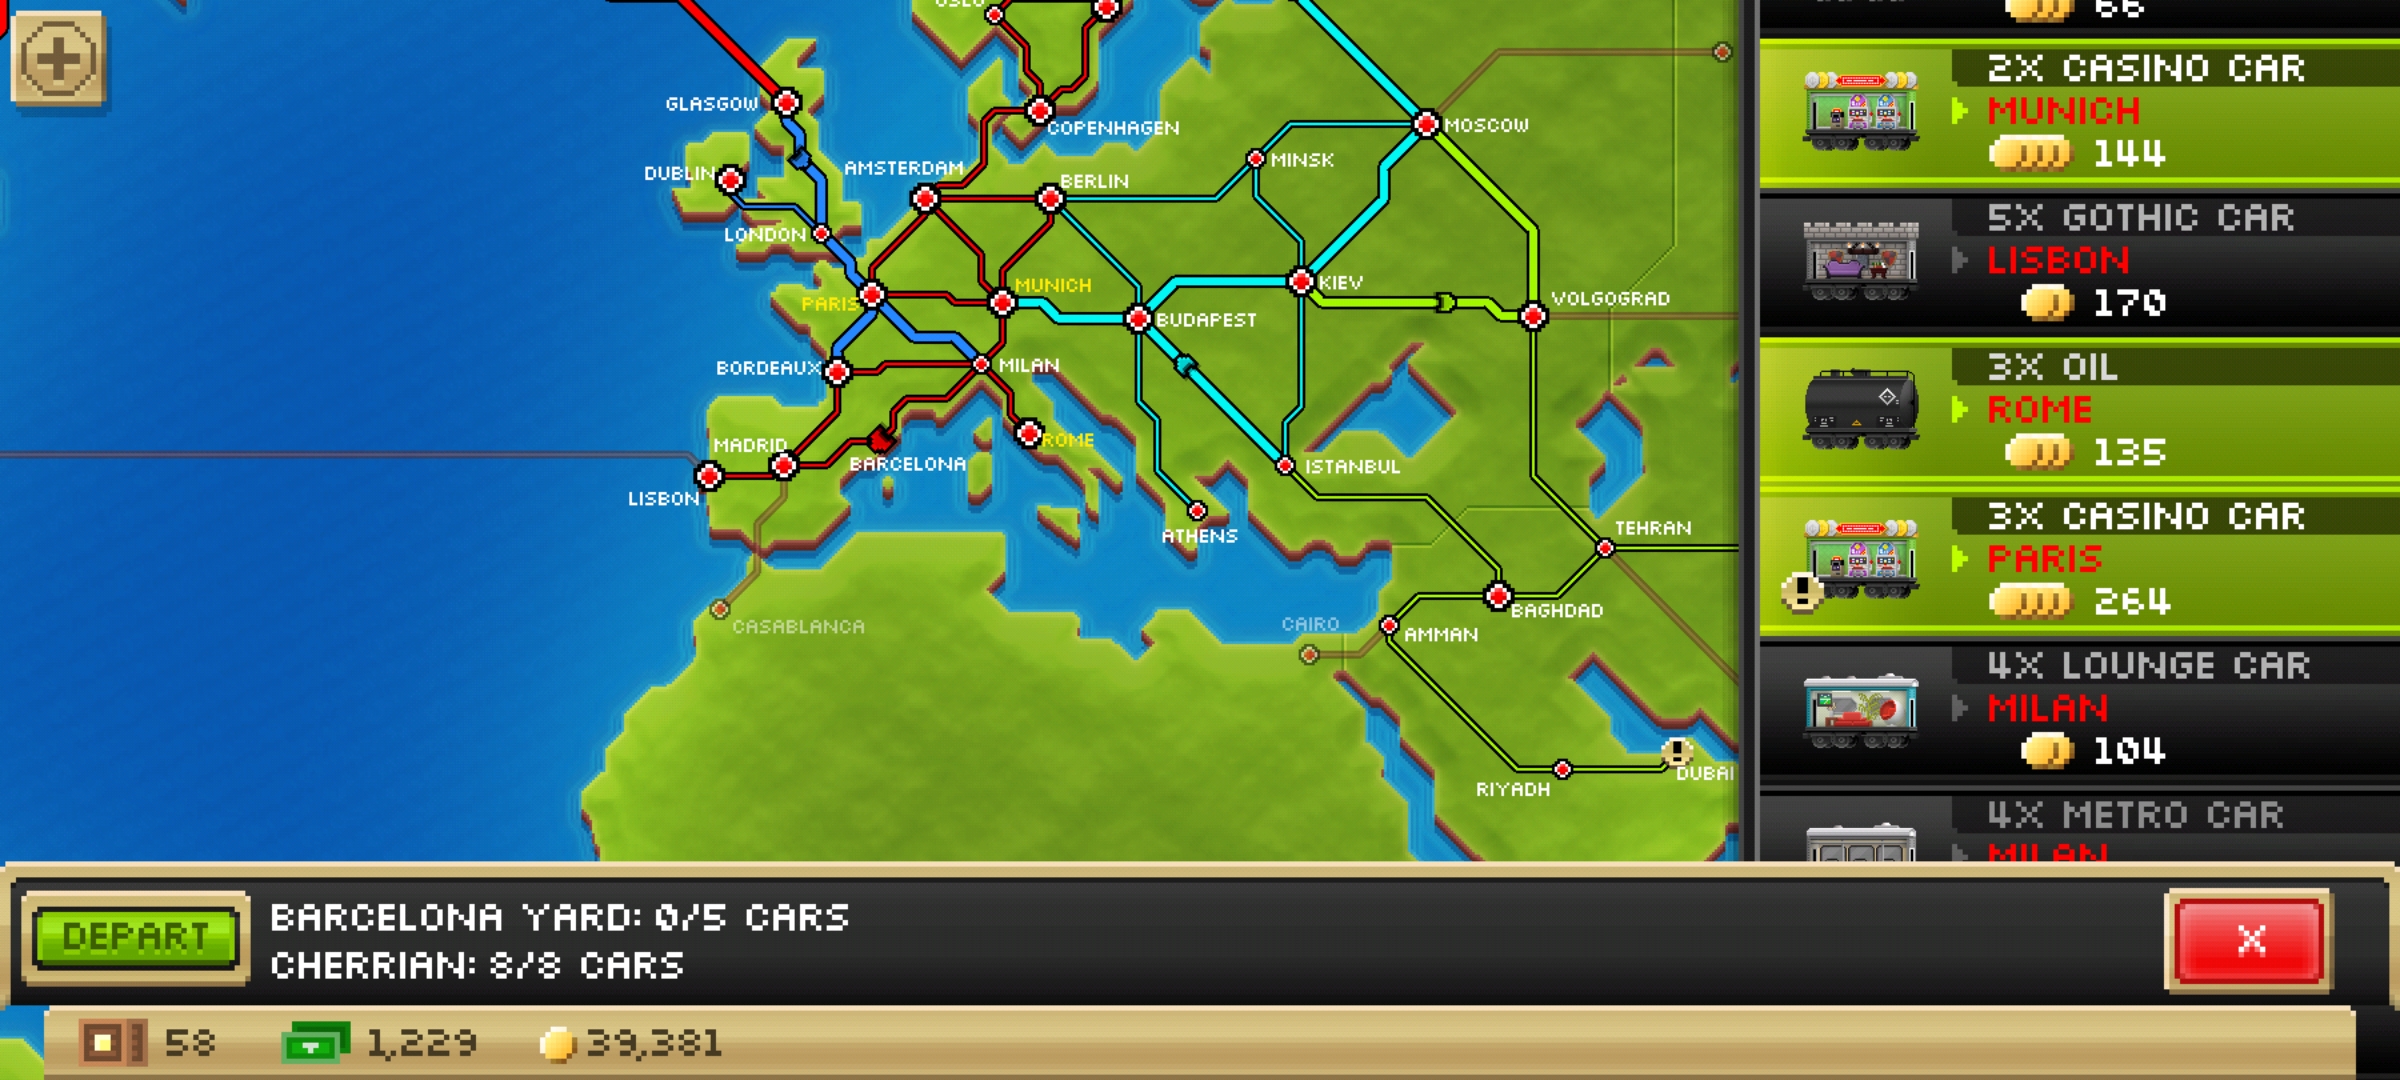 OSLO
GLASGOW
COPENHAGEN
MOSCOW
MINSK
DUBLIN
AMSTERDAM
BERLIN
LONDON
PARIS
MUNICH
KIEV
VOLGOGRAD
BUDAPEST
BORDEAUX
MILAN
MADRID
ROME
BARCELONA
ISTANBUL
LISBON
ATHENS
TEHRAN
CASABLANCA
CAIRO
AMMAN
BAGHDAD
RIYADH
DUBAI
66
2X CASINO CAR
MUNICH
144
5X GOTHIC CAR
LISBON
170
3X OIL
ROME
135
3X CASINO CAR
PARIS
264
4X LOUNGE CAR
MILAN
104
4X METRO CAR
MILAN
DEPART
BARCELONA YARD: 0/5 CARS
CHERRIAN: 8/8 CARS
X
58
1,229
39,381